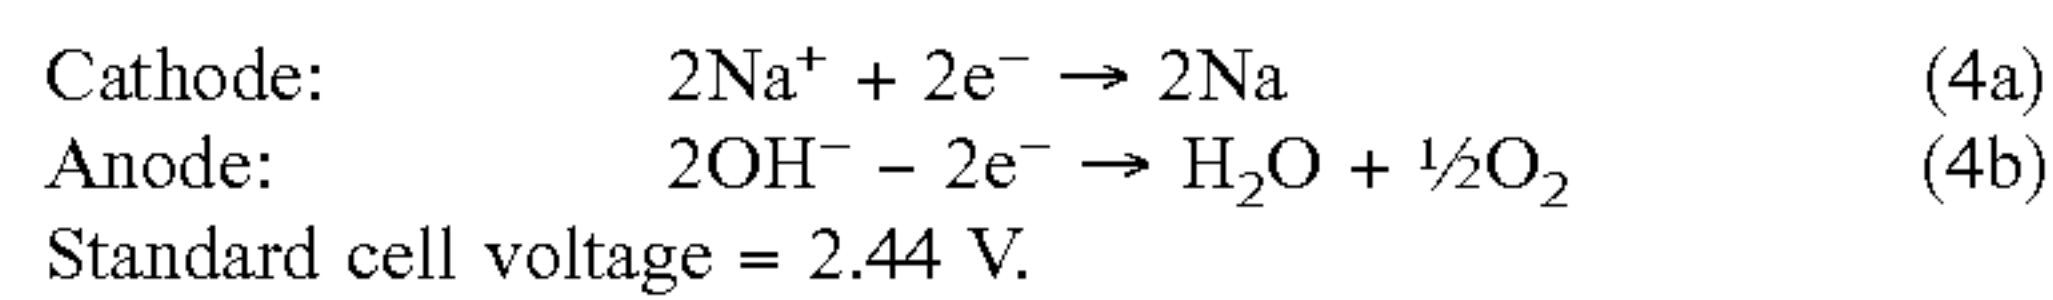 Cathode: 2Na⁺ + 2e⁻ → 2Na (4a)
Anode: 2OH⁻ − 2e⁻ → H₂O + ½O₂ (4b)
Standard cell voltage = 2.44 V.